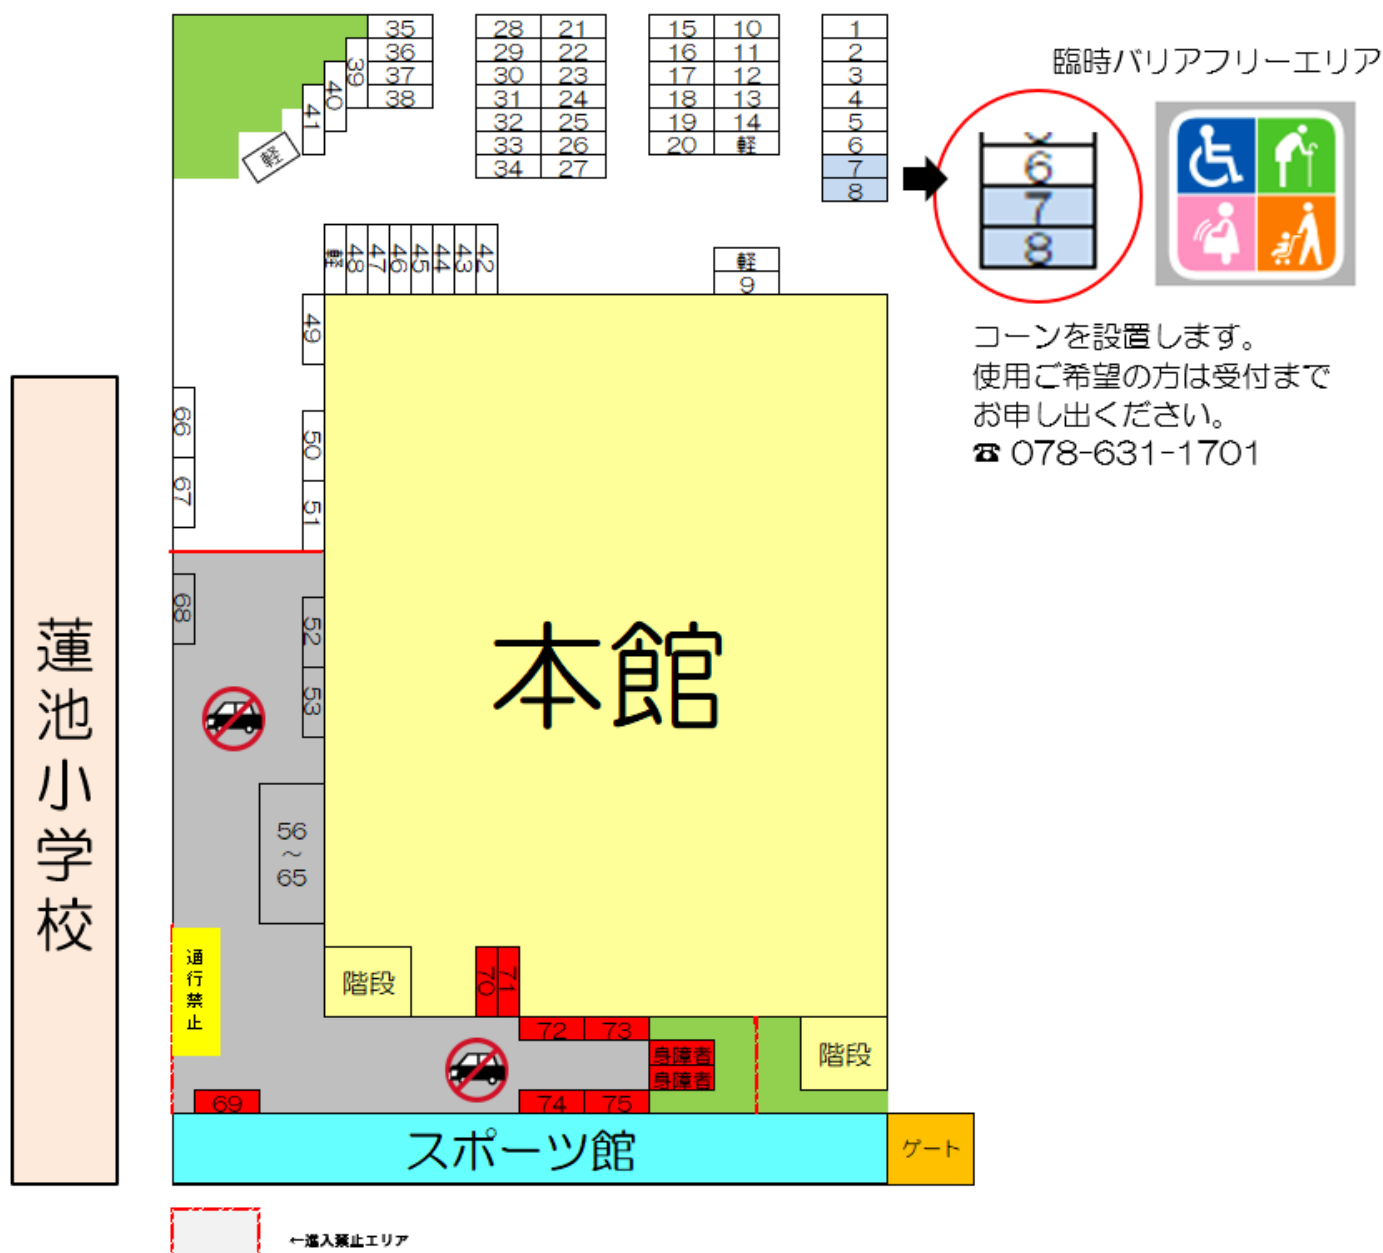 35 28 21 15 10 1
36 29 22 16 11 2
39 37 30 23 17 12 3
40 38 31 24 18 13 4
41 32 25 19 14 5
軽 33 26 20 軽 6
34 27 7
8
臨時バリアフリーエリア
6
7
8
コーンを設置します。
使用ご希望の方は受付まで
お申し出ください。
☎ 078-631-1701
軽 48 47 46 45 44 43 42
軽
9
49
50
51
66
67
68
52
53
56
~
65
蓮池小学校
本館
通行禁止
階段
70 71
72 73
身障者
身障者
階段
69
74 75
スポーツ館
ゲート
←進入禁止エリア